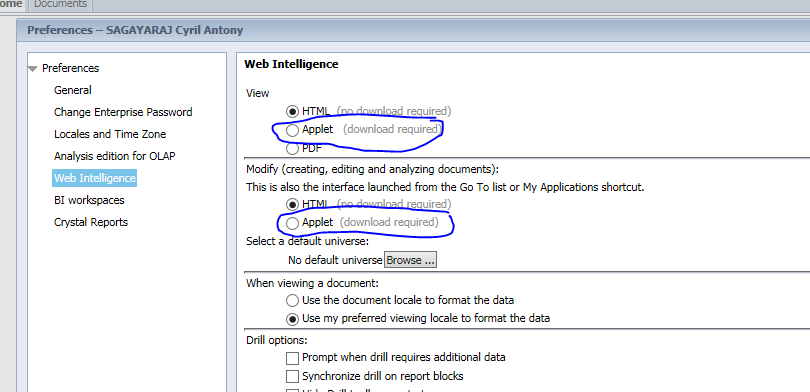 ome Documents
Preferences – SAGAYARAJ Cyril Antony
Preferences
General
Change Enterprise Password
Locales and Time Zone
Analysis edition for OLAP
Web Intelligence
BI workspaces
Crystal Reports
Web Intelligence
View
HTML (no download required)
Applet (download required)
PDF
Modify (creating, editing and analyzing documents):
This is also the interface launched from the Go To list or My Applications shortcut.
HTML (no download required)
Applet (download required)
Select a default universe:
No default universe Browse ...
When viewing a document:
Use the document locale to format the data
Use my preferred viewing locale to format the data
Drill options:
Prompt when drill requires additional data
Synchronize drill on report blocks